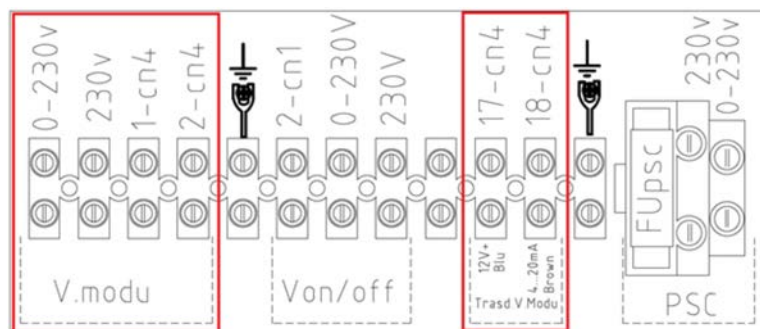 0-230v
230v
1-cn4
2-cn4
2-cn1
0-230V
230V
17-cn4
18-cn4
230v
0-230v
FUpsc
12V+
Blu
4...20mA
Brown
V.modu
Von/off
Trasd.V.Modu
PSC